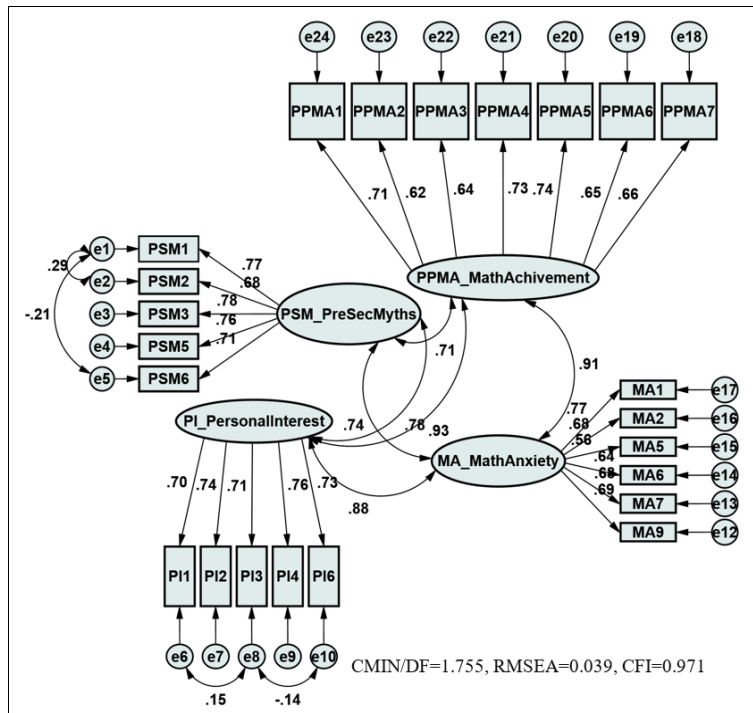 e24 e23 e22 e21 e20 e19 e18
PPMA1 PPMA2 PPMA3 PPMA4 PPMA5 PPMA6 PPMA7
.71 .62 .64 .73 .74 .65 .66
PPMA_MathAchivement
e1 PSM1
.29
e2 PSM2
e3 PSM3
-.21
e4 PSM5
e5 PSM6
.77
.68
.78
.76
.71
PSM_PreSecMyths
.71
.91
PI_PersonalInterest
.74
.78
.93
MA_MathAnxiety
.88
.77
.68
.56
.64
.68
.69
MA1 e17
MA2 e16
MA5 e15
MA6 e14
MA7 e13
MA9 e12
.70 .74 .71 .76 .73
PI1 PI2 PI3 PI4 PI6
e6 e7 e8 e9 e10
.15 -.14
CMIN/DF=1.755, RMSEA=0.039, CFI=0.971